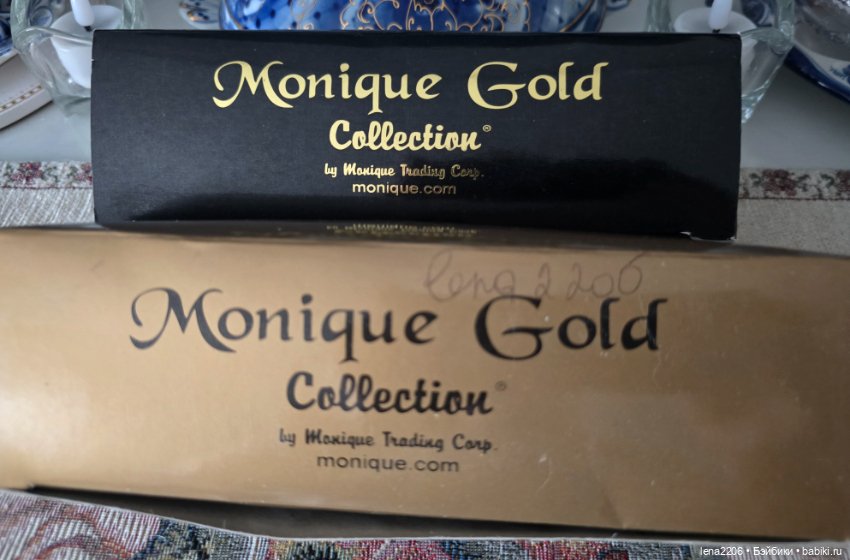 Monique Gold
Collection®
by Monique Trading Corp.
monique.com
lena2206
Monique Gold
Collection®
by Monique Trading Corp.
monique.com
lena2206 • Бэйбики • babiki.ru